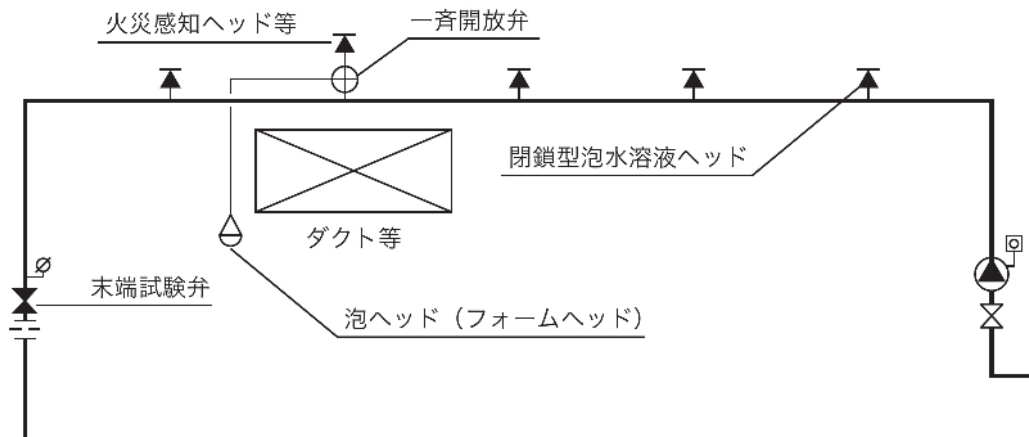 火災感知ヘッド等
一斉開放弁
閉鎖型泡水溶液ヘッド
ダクト等
末端試験弁
泡ヘッド（フォームヘッド）